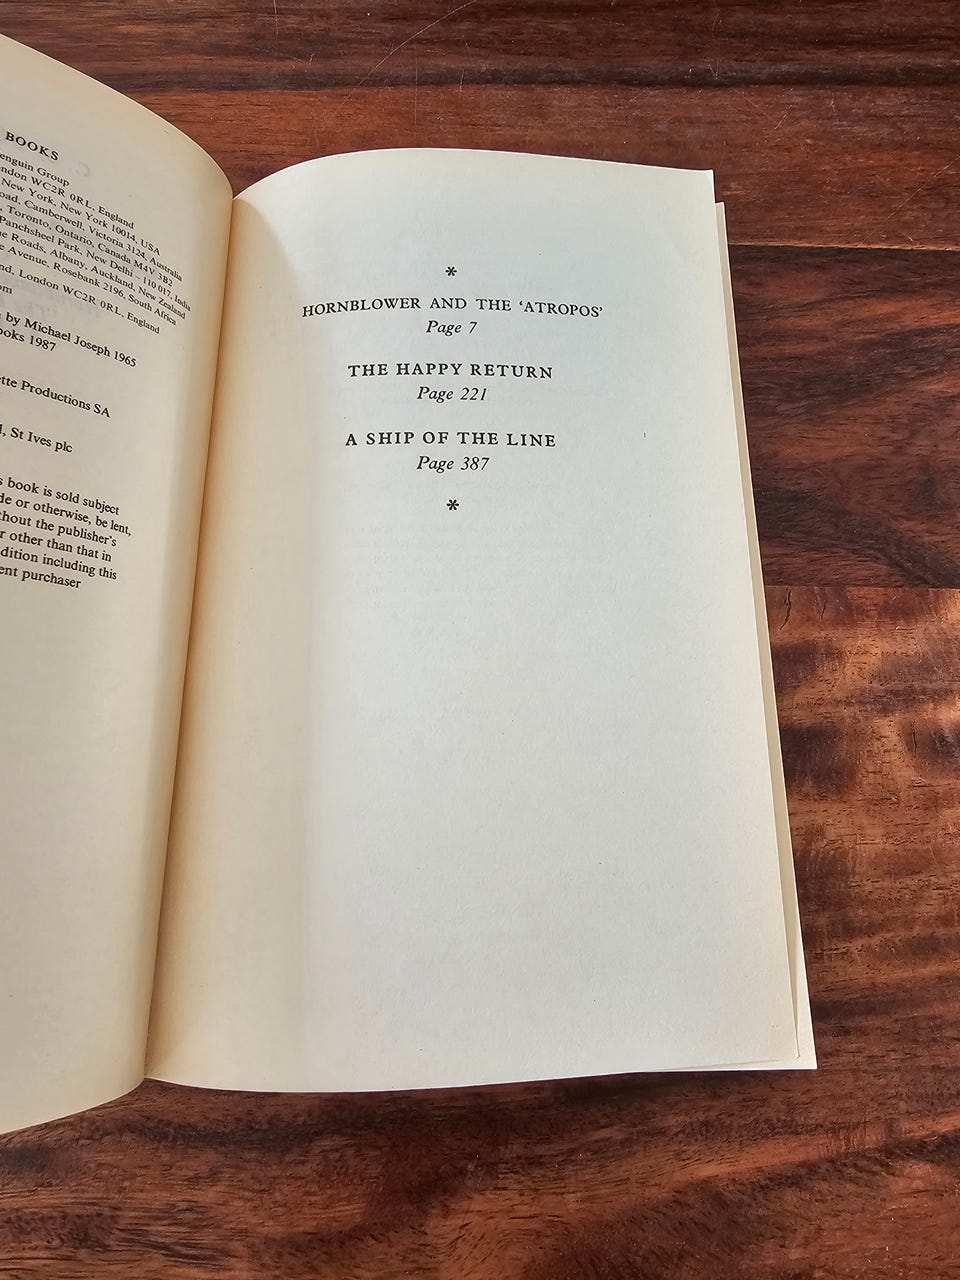 BOOKS
enguin Group
ondon WC2R 0RL, England
New York, New York 10014, USA
oad, Camberwell, Victoria 3124, Australia
, Toronto, Ontario, Canada M4V 3B2
Panchsheel Park, New Delhi – 110 017, India
ne Roads, Albany, Auckland, New Zealand
e Avenue, Rosebank 2196, South Africa
nd, London WC2R 0RL, England
om
by Michael Joseph 1965
ooks 1987
tte Productions SA
, St Ives plc
s book is sold subject
de or otherwise, be lent,
thout the publisher's
r other than that in
dition including this
ent purchaser
*
HORNBLOWER AND THE ‘ATROPOS’
Page 7
THE HAPPY RETURN
Page 221
A SHIP OF THE LINE
Page 387
*